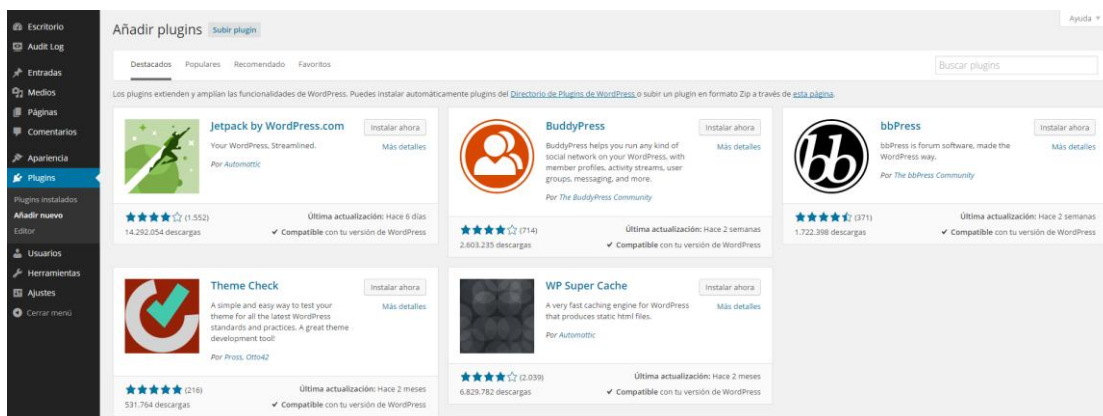 Ayuda
Escritorio
Audit Log
Entradas
Medios
Páginas
Comentarios
Apariencia
Plugins
Plugins instalados
Añadir nuevo
Editor
Usuarios
Herramientas
Ajustes
Cerrar menú
Añadir plugins Subir plugin
Destacados Populares Recomendado Favoritos Buscar plugins
Los plugins extienden y amplían las funcionalidades de WordPress. Puedes instalar automáticamente plugins del Directorio de Plugins de WordPress o subir un plugin en formato Zip a través de esta página.
Jetpack by WordPress.com Instalar ahora
Your WordPress, Streamlined. Más detalles
Por Automattic
(1.552) Última actualización: Hace 6 días
14.292.054 descargas ✔ Compatible con tu versión de WordPress
BuddyPress Instalar ahora
BuddyPress helps you run any kind of Más detalles
social network on your WordPress, with
member profiles, activity streams, user
groups, messaging, and more.
Por The BuddyPress Community
(714) Última actualización: Hace 2 semanas
2.603.235 descargas ✔ Compatible con tu versión de WordPress
bb
bbPress Instalar ahora
bbPress is forum software, made the Más detalles
WordPress way.
Por The bbPress Community
(371) Última actualización: Hace 2 semanas
1.722.398 descargas ✔ Compatible con tu versión de WordPress
Theme Check Instalar ahora
A simple and easy way to test your Más detalles
theme for all the latest WordPress
standards and practices. A great theme
development tool!
Por Pross, Otto42
(216) Última actualización: Hace 2 meses
531.764 descargas ✔ Compatible con tu versión de WordPress
WP Super Cache Instalar ahora
A very fast caching engine for WordPress Más detalles
that produces static html files.
Por Automattic
(2.039) Última actualización: Hace 2 meses
6.829.782 descargas ✔ Compatible con tu versión de WordPress